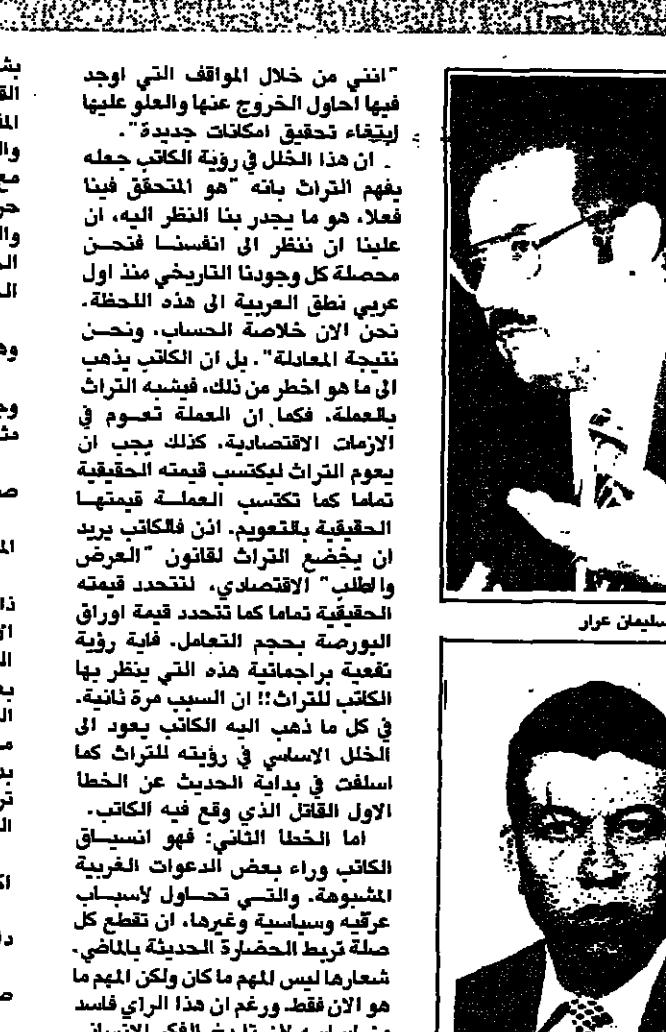 "انني من خلال المواقف التي اوجد
فيها احاول الخروج عنها والعلو عليها
ابتغاء تحقيق امكانات جديدة".
ان هذا الخلل في رؤية الكاتب جعله
يفهم التراث بانه "هو المتحقق فينا
فعلا، هو ما يجدر بنا النظر اليه، ان
علينا ان ننظر الى انفسنا فنحن
محصلة كل وجودنا التاريخي منذ اول
عربي نطق العربية الى هذه اللحظة.
نحن الان خلاصة الحساب، ونحن
نتيجة المعادلة". بل ان الكاتب يذهب
الى ما هو اخطر من ذلك، فيشبه التراث
بالعملة، فكما ان العملة تعوم في
الازمات الاقتصادية، كذلك يجب ان
يعوم التراث ليكتسب قيمته الحقيقية
تماما كما تكتسب العملة قيمتها
الحقيقية بالتعويم. اذن فالكاتب يريد
ان يخضع التراث لقانون "العرض
والطلب" الاقتصادي، لتتحدد قيمته
الحقيقية تماما كما تتحدد قيمة اوراق
البورصة بحجم التعامل. فاية رؤية
نفعية براجماتية هذه التي ينظر بها
الكاتب للتراث!! ان السبب مرة ثانية،
في كل ما ذهب اليه الكاتب يعود الى
الخلل الاساسي في رؤيته للتراث كما
اسلفت في بداية الحديث عن الخطا
الاول القاتل الذي وقع فيه الكاتب.
اما الخطا الثاني: فهو انسياق
الكاتب وراء بعض الدعوات الغربية
المشبوهة، والتي تحاول لأسباب
عرقيه وسياسية وغيرها، ان تقطع كل
صلة تربط الحضارة الحديثة بالماضي.
شعارها ليس المهم ما كان ولكن المهم ما
هو الان فقط. ورغم ان هذا الراي فاسد
سليمان عرار